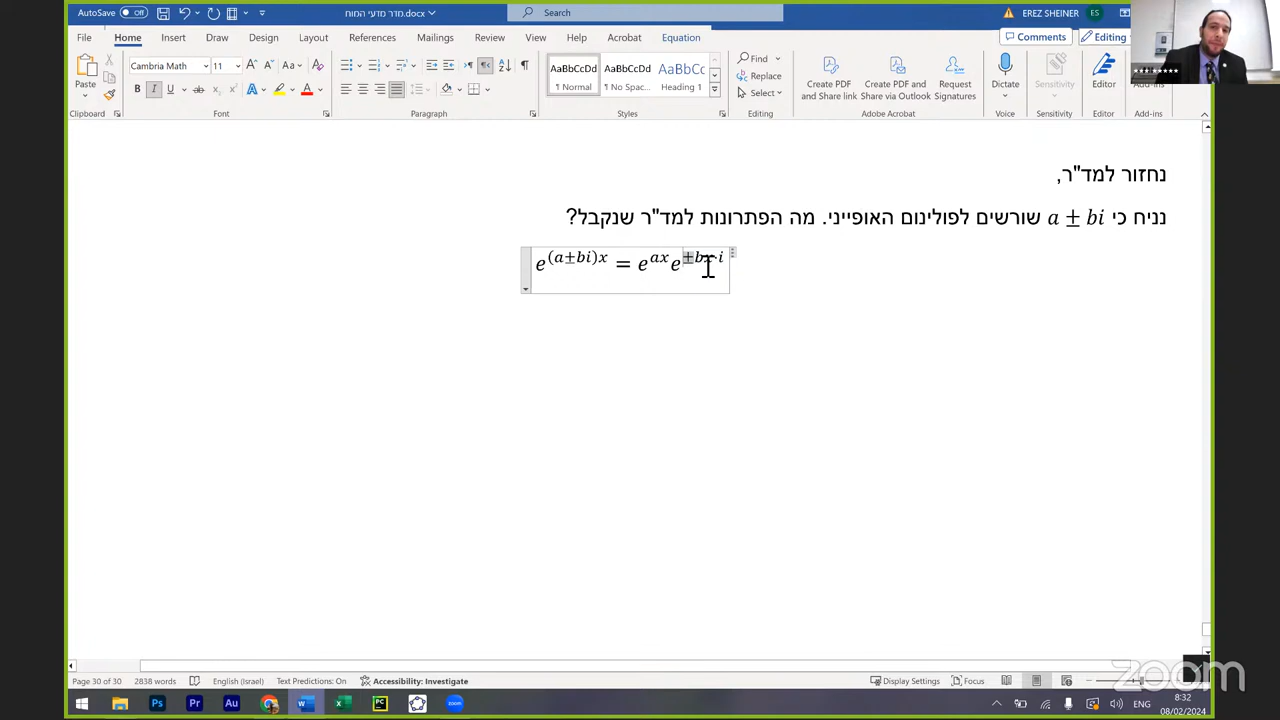 AutoSave Off מדר מדעי המוח.docx Search EREZ SHEINER ES
File Home Insert Draw Design Layout References Mailings Review View Help Acrobat Equation Comments Editing
Paste Cambria Math 11 Find Replace Select AaBbCcDd AaBbCcDd AaBbCc ¶ Normal ¶ No Spac... Heading 1 Create PDF and Share link Create PDF and Share via Outlook Request Signatures Dictate Sensitivity Editor Add-ins
Clipboard Font Paragraph Styles Editing Adobe Acrobat Voice Sensitivity Editor Add-ins
נחזור למד"ר,
נניח כי a ± bi שורשים לפולינום האופייני. מה הפתרונות למד"ר שנקבל?
e^{(a±bi)x} = e^{ax}e^{±bx·i}
zoom
Page 30 of 30 2838 words English (Israel) Text Predictions: On Accessibility: Investigate Display Settings Focus
ENG 8:32
08/02/2024